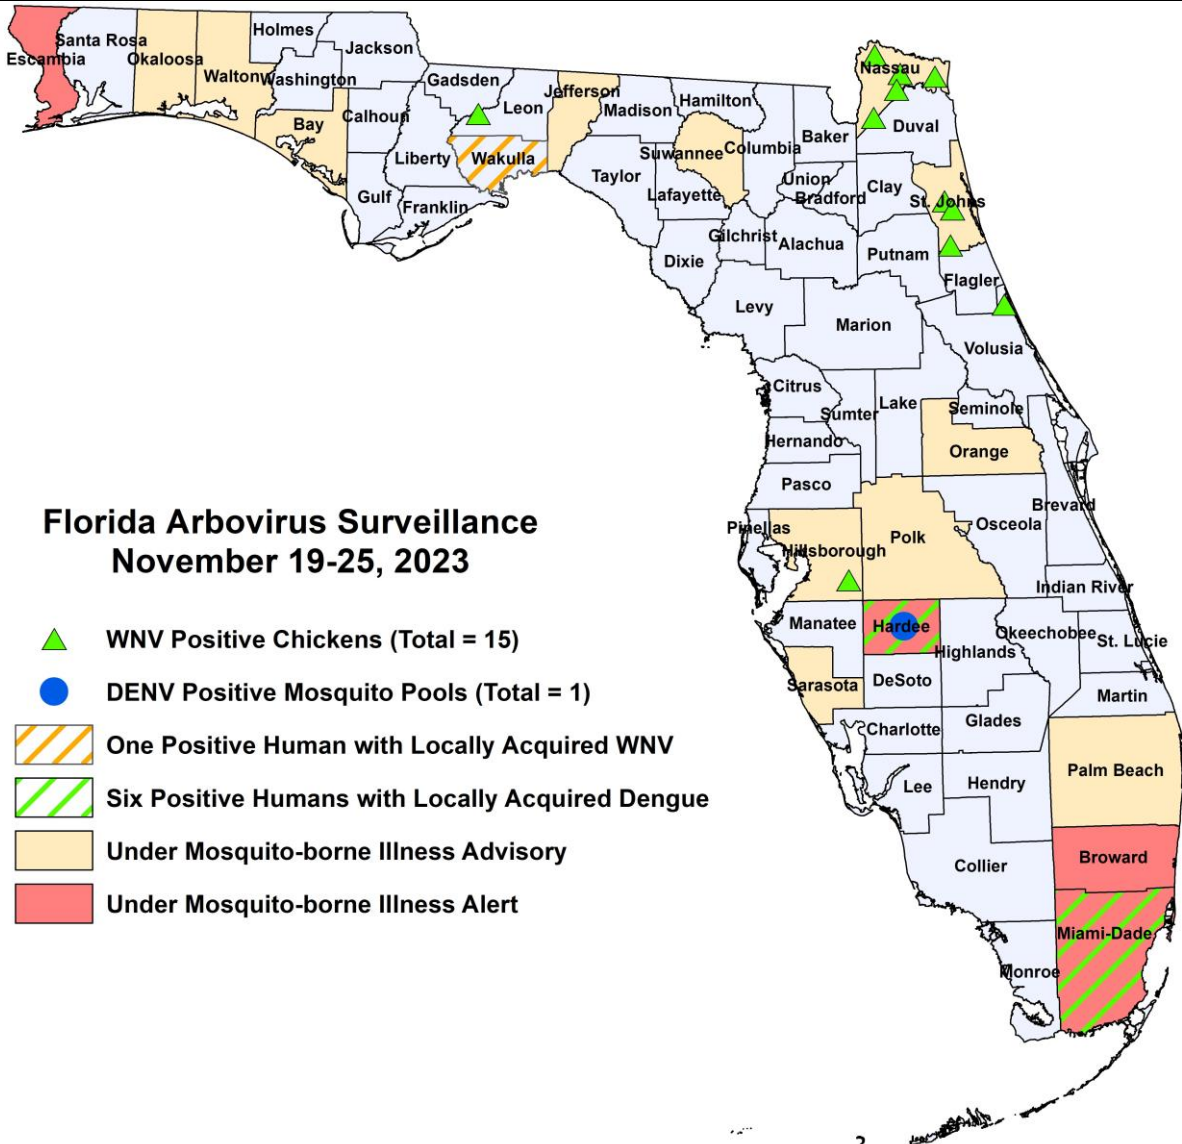 Holmes
Santa Rosa
Jackson
Escambia
Okaloosa
Walton
Washington
Gadsden
Jefferson
Nassau
Leon
Madison
Hamilton
Bay
Calhoun
Duval
Baker
Liberty
Wakulla
Suwannee
Columbia
Taylor
Union
Clay
Lafayette
Bradford
Gulf
Franklin
St. Johns
Gilchrist
Alachua
Putnam
Dixie
Flagler
Levy
Marion
Volusia
Citrus
Sumter
Lake
Seminole
Hernando
Orange
Pasco
Brevard
Florida Arbovirus Surveillance
November 19-25, 2023
Pinellas
Osceola
Polk
Hillsborough
Indian River
WNV Positive Chickens (Total = 15)
Manatee
Hardee
Okeechobee
St. Lucie
Highlands
DENV Positive Mosquito Pools (Total = 1)
Sarasota
DeSoto
Martin
Charlotte
Glades
One Positive Human with Locally Acquired WNV
Palm Beach
Lee
Hendry
Six Positive Humans with Locally Acquired Dengue
Under Mosquito-borne Illness Advisory
Broward
Collier
Under Mosquito-borne Illness Alert
Miami-Dade
Monroe